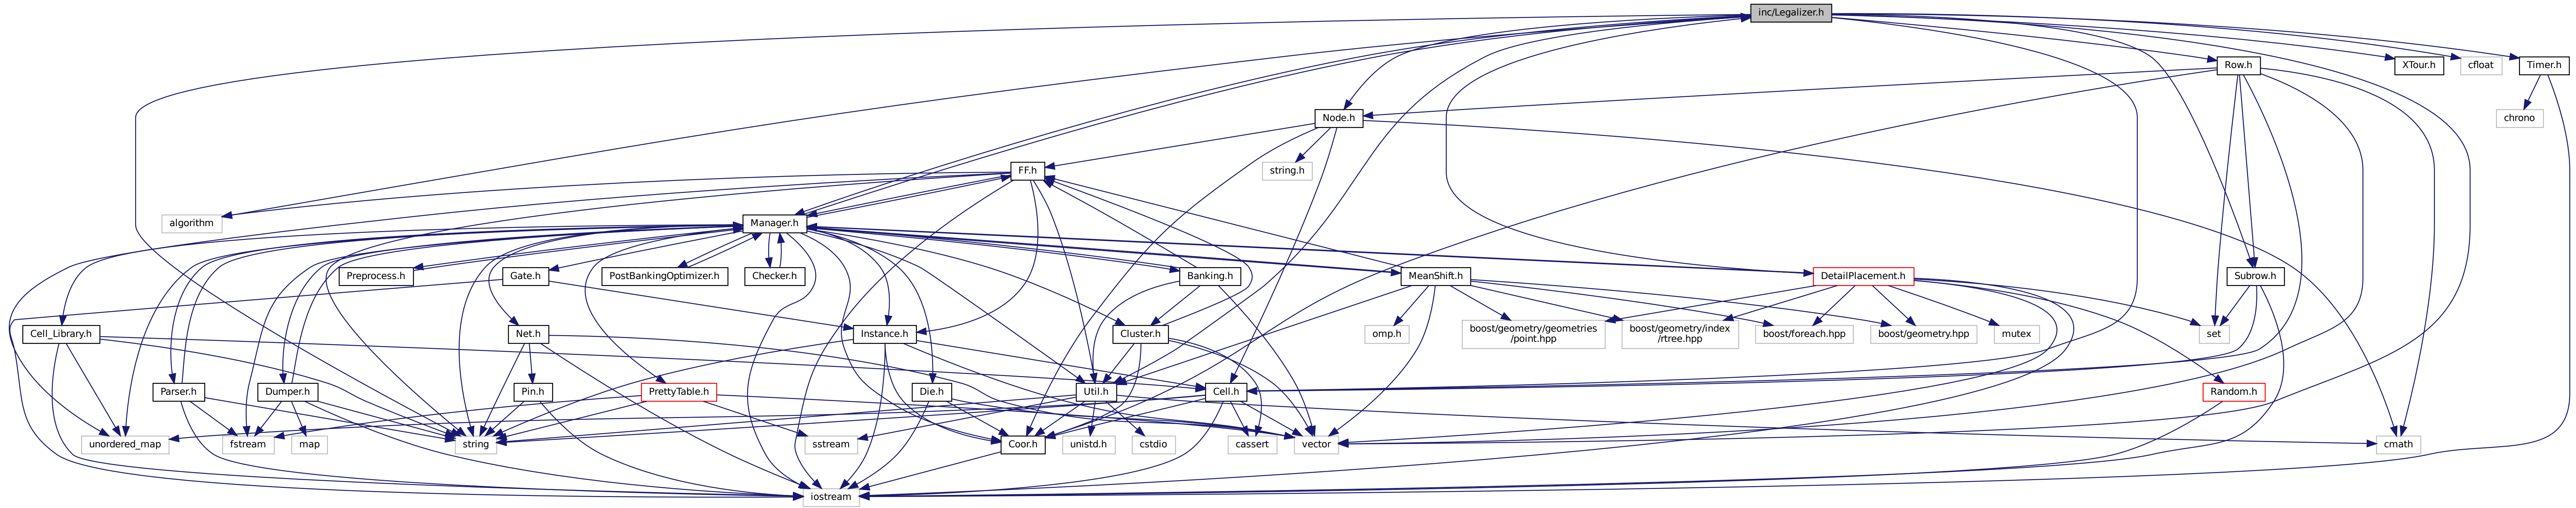 inc/Legalizer.h
Row.h
XTour.h
cfloat
Timer.h
Node.h
chrono
FF.h
string.h
algorithm
Manager.h
Preprocess.h
Gate.h
PostBankingOptimizer.h
Checker.h
Banking.h
MeanShift.h
DetailPlacement.h
Subrow.h
Cell_Library.h
Net.h
Instance.h
Cluster.h
omp.h
boost/geometry/geometries
/point.hpp
boost/geometry/index
/rtree.hpp
boost/foreach.hpp
boost/geometry.hpp
mutex
set
Parser.h
Dumper.h
Pin.h
PrettyTable.h
Die.h
Util.h
Cell.h
Random.h
unordered_map
fstream
map
string
sstream
Coor.h
unistd.h
cstdio
cassert
vector
cmath
iostream